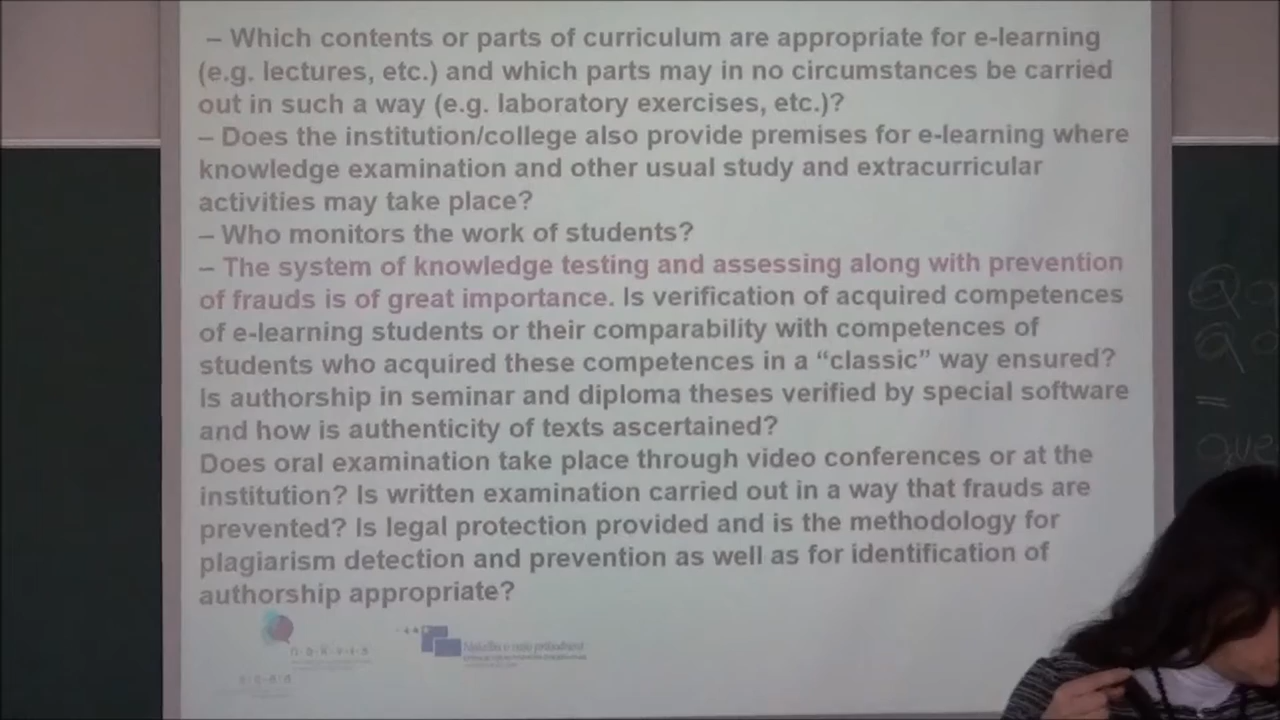 – Which contents or parts of curriculum are appropriate for e-learning
(e.g. lectures, etc.) and which parts may in no circumstances be carried
out in such a way (e.g. laboratory exercises, etc.)?
– Does the institution/college also provide premises for e-learning where
knowledge examination and other usual study and extracurricular
activities may take place?
– Who monitors the work of students?
– The system of knowledge testing and assessing along with prevention
of frauds is of great importance. Is verification of acquired competences
of e-learning students or their comparability with competences of
students who acquired these competences in a “classic” way ensured?
Is authorship in seminar and diploma theses verified by special software
and how is authenticity of texts ascertained?
Does oral examination take place through video conferences or at the
institution? Is written examination carried out in a way that frauds are
prevented? Is legal protection provided and is the methodology for
plagiarism detection and prevention as well as for identification of
authorship appropriate?
n·a·k·v·i·s
=